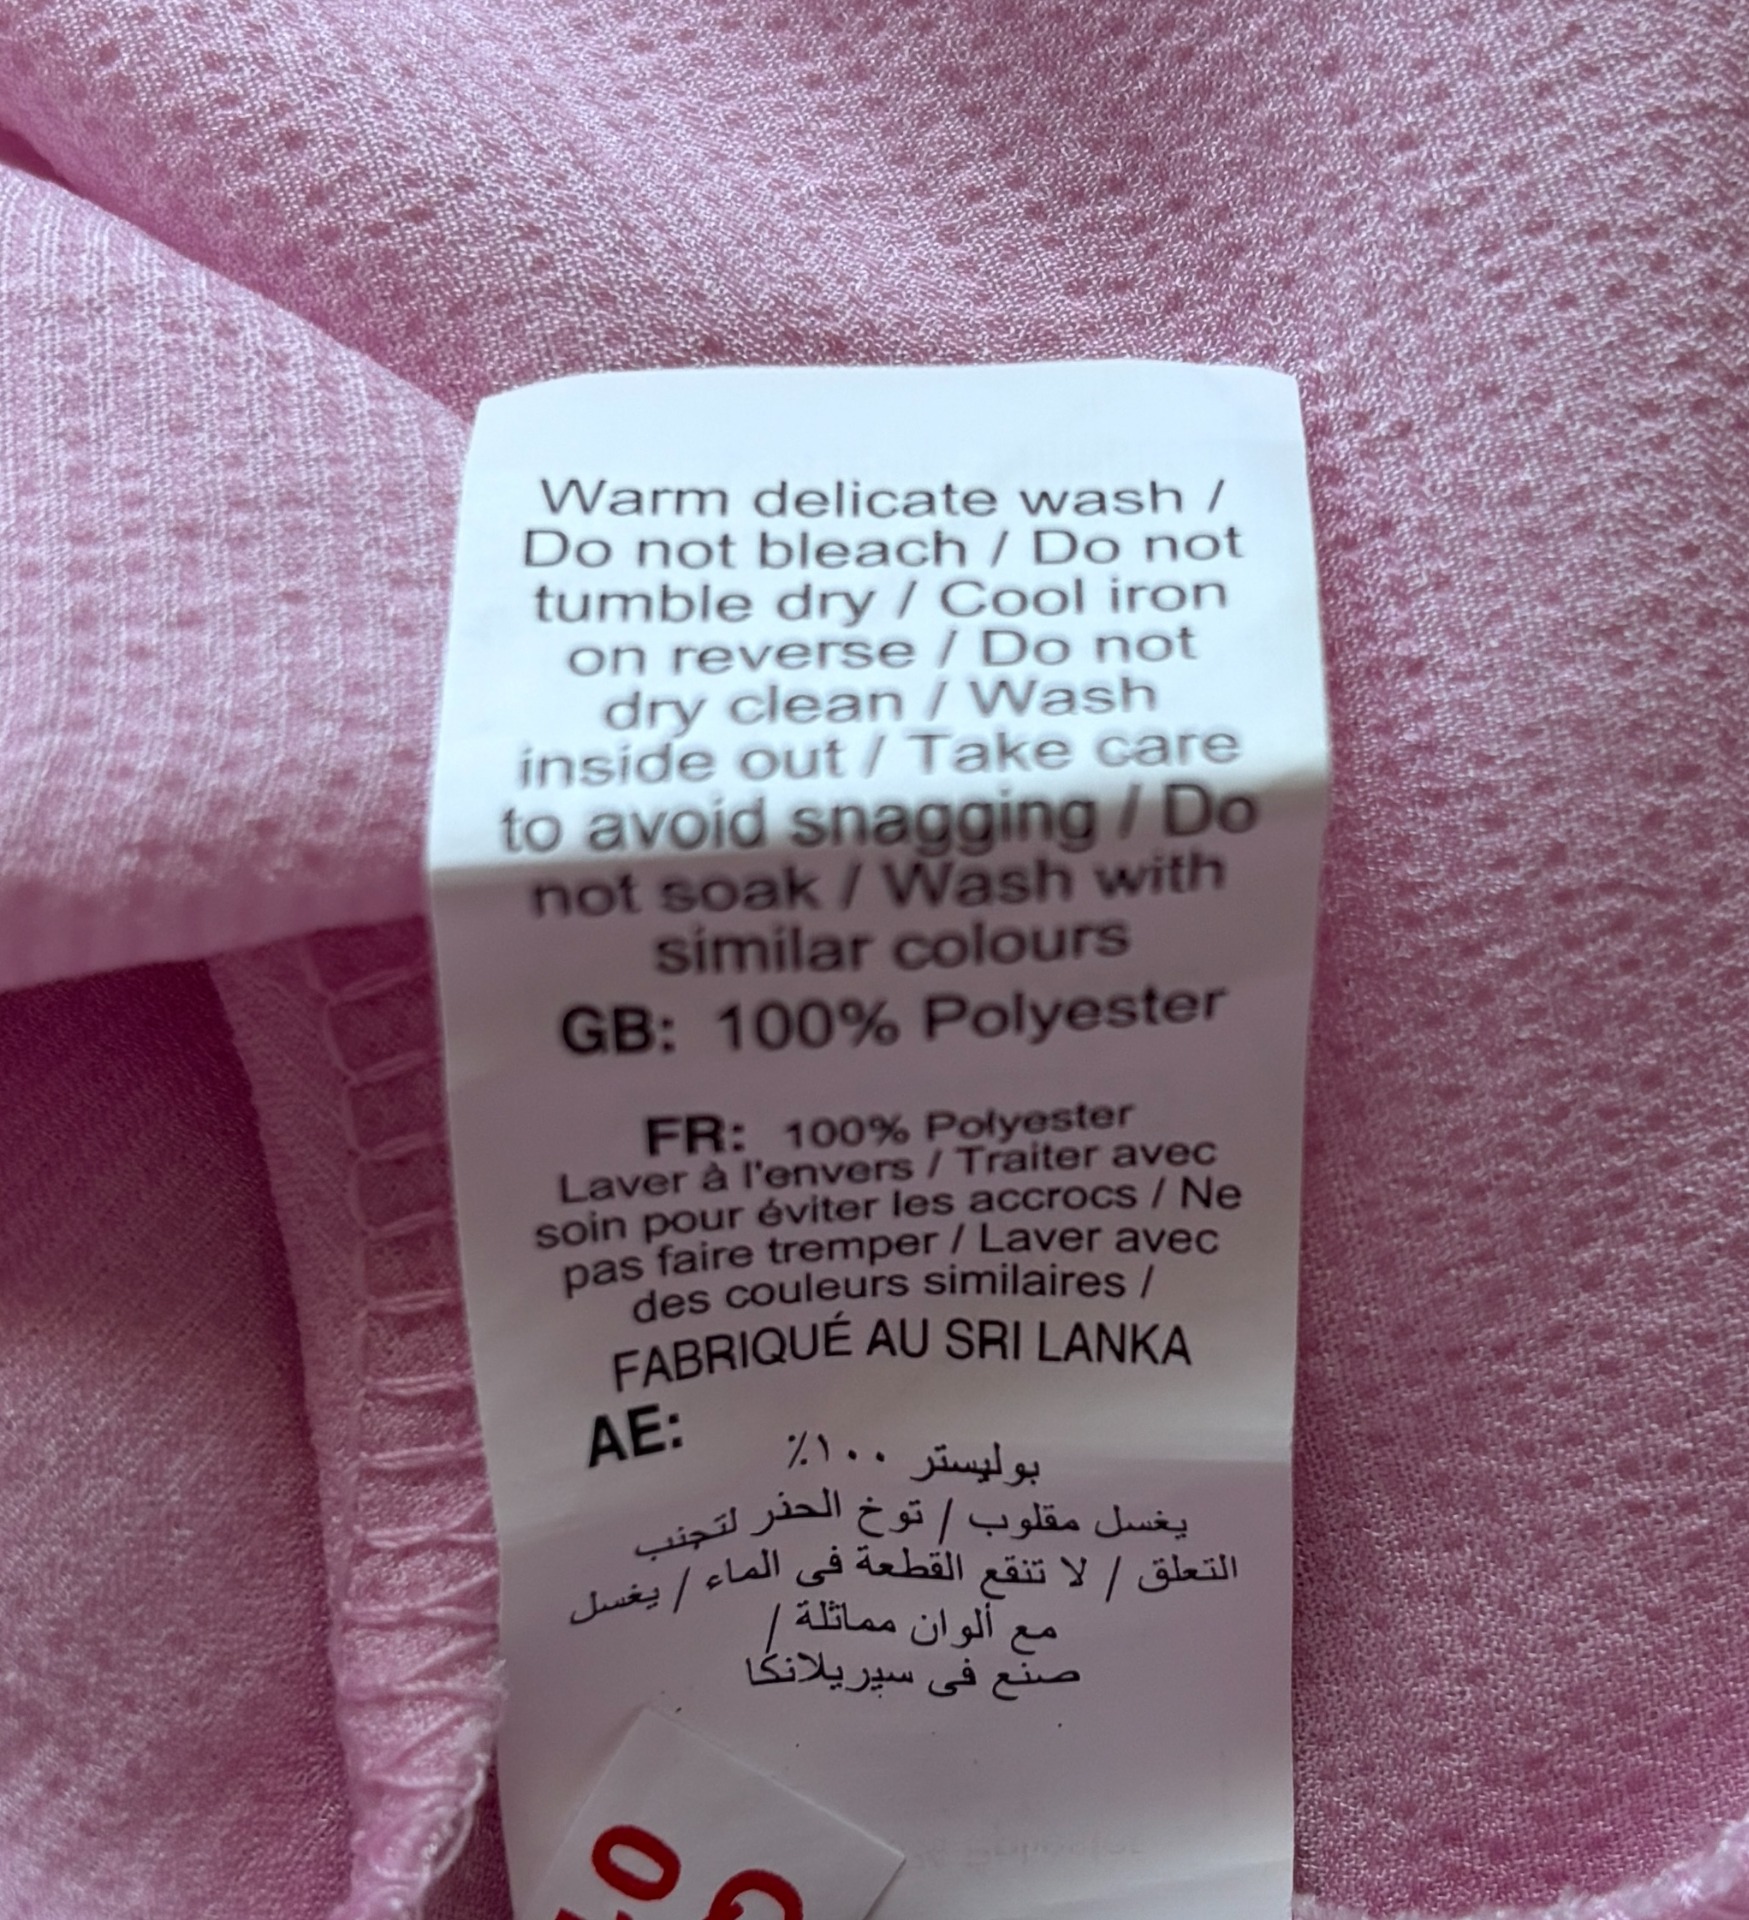 Warm delicate wash /
Do not bleach / Do not
tumble dry / Cool iron
on reverse / Do not
dry clean / Wash
inside out / Take care
to avoid snagging / Do
not soak / Wash with
similar colours
GB: 100% Polyester
FR: 100% Polyester
Laver à l'envers / Traiter avec
soin pour éviter les accrocs / Ne
pas faire tremper / Laver avec
des couleurs similaires /
FABRIQUÉ AU SRI LANKA
AE:
بوليستر ١٠٠٪
يغسل مقلوب / توخ الحذر لتجنب
التعلق / لا تنقع القطعة فى الماء / يغسل
مع ألوان مماثلة /
صنع فى سيريلانكا